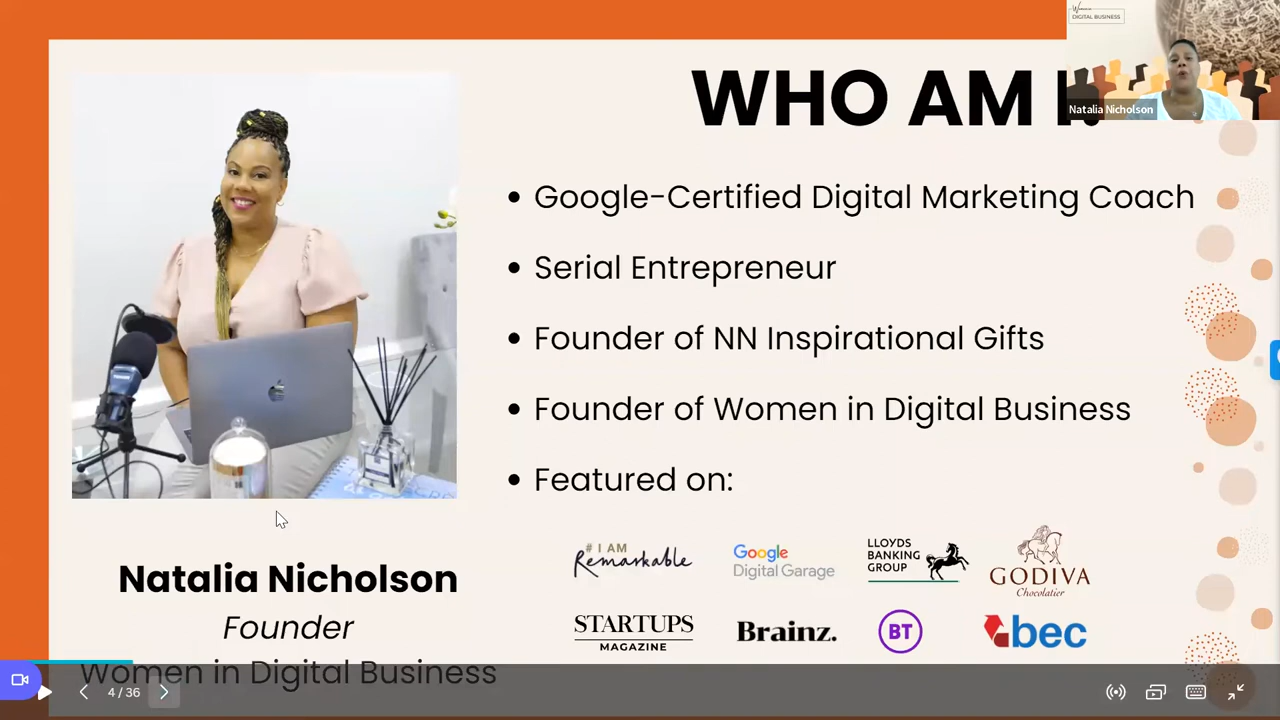 Women in
DIGITAL BUSINESS
WHO AM I
Natalia Nicholson
• Google-Certified Digital Marketing Coach
• Serial Entrepreneur
• Founder of NN Inspirational Gifts
• Founder of Women in Digital Business
• Featured on:
# I AM
Remarkable
Google
Digital Garage
LLOYDS
BANKING
GROUP
GODIVA
Chocolatier
STARTUPS
MAGAZINE
Brainz.
BT
bec
Natalia Nicholson
Founder
Women in Digital Business
4 / 36